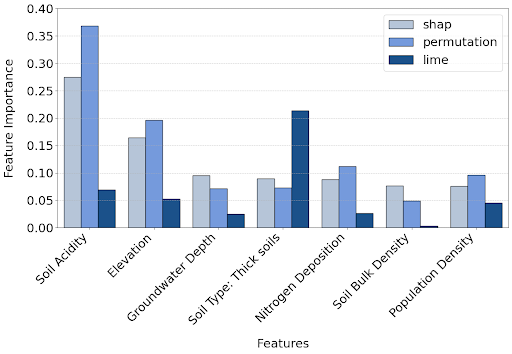 0.40
0.35
0.30
0.25
0.20
0.15
0.10
0.05
0.00
Feature Importance
shap
permutation
lime
Soil Acidity
Elevation
Groundwater Depth
Soil Type: Thick soils
Nitrogen Deposition
Soil Bulk Density
Population Density
Features